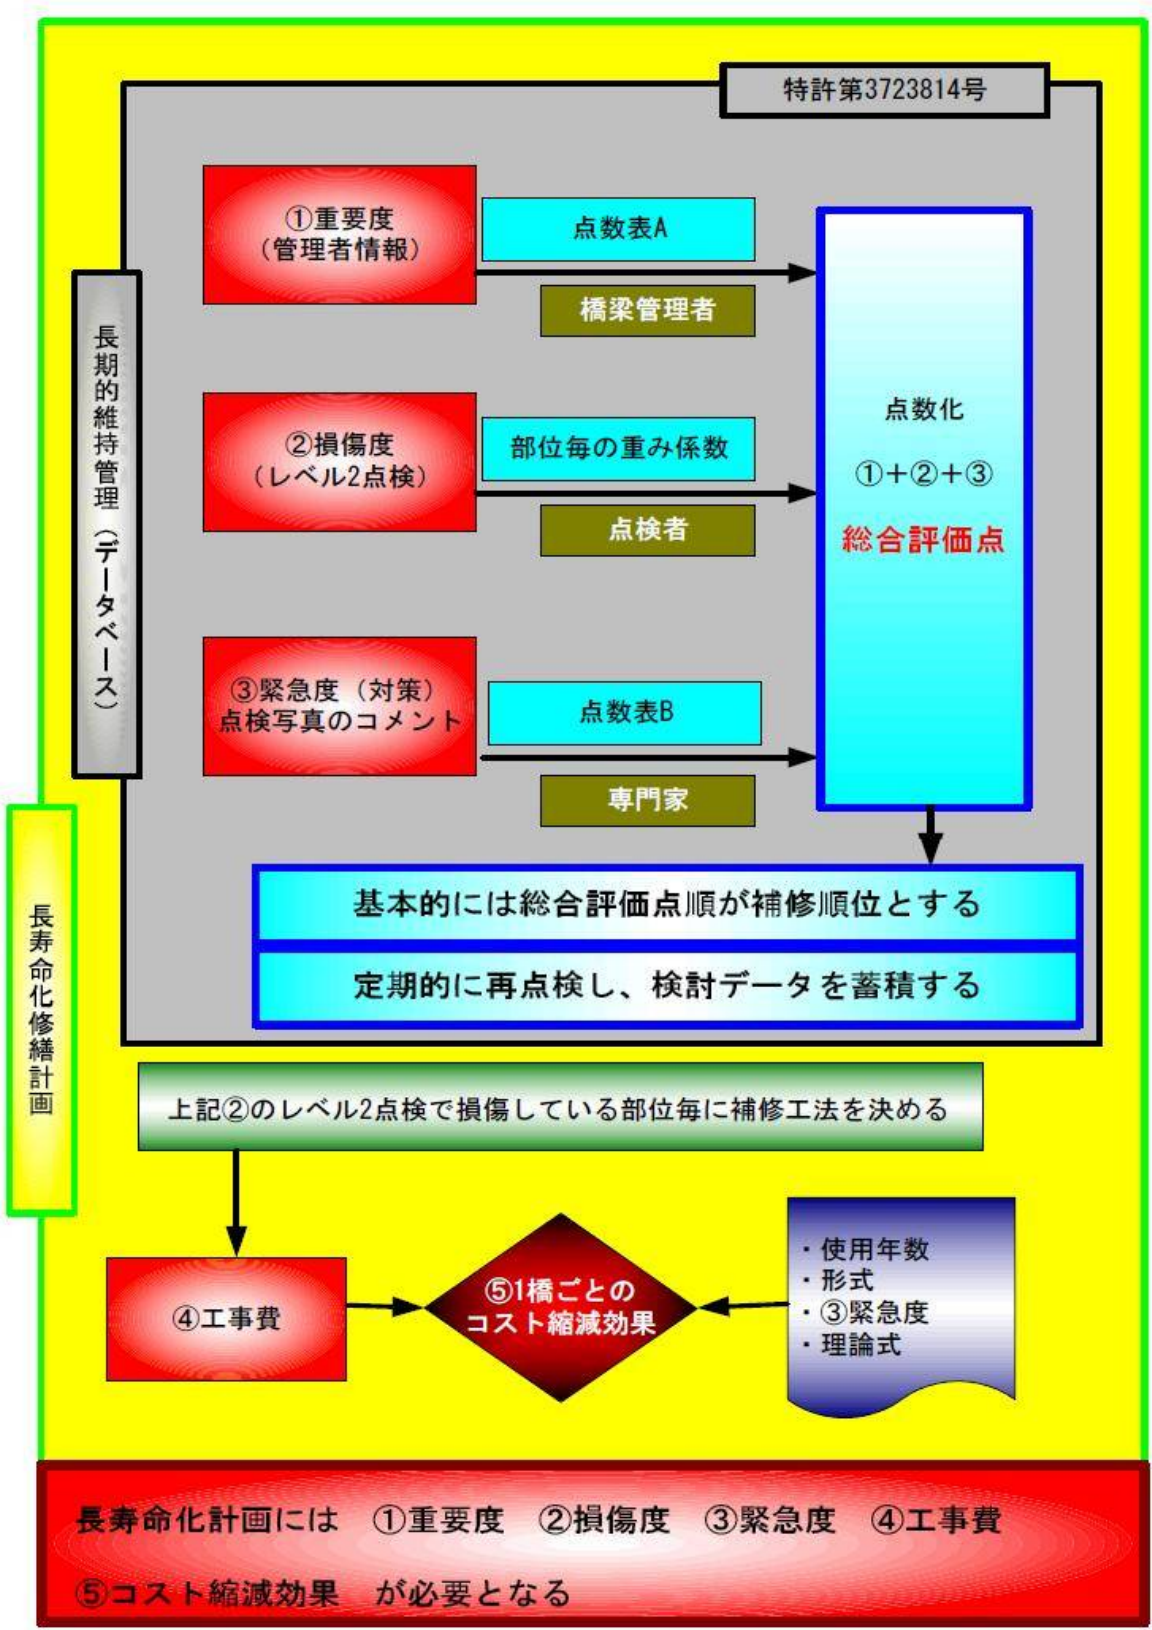 特許第3723814号
①重要度
(管理者情報)
点数表A
橋梁管理者
長期的維持管理(データベース)
②損傷度
(レベル2点検)
部位毎の重み係数
点検者
点数化
①+②+③
総合評価点
③緊急度(対策)
点検写真のコメント
点数表B
専門家
基本的には総合評価点順が補修順位とする
定期的に再点検し、検討データを蓄積する
長寿命化修繕計画
上記②のレベル2点検で損傷している部位毎に補修工法を決める
④工事費
⑤1橋ごとの
コスト縮減効果
・使用年数
・形式
・③緊急度
・理論式
長寿命化計画には ①重要度 ②損傷度 ③緊急度 ④工事費
⑤コスト縮減効果 が必要となる